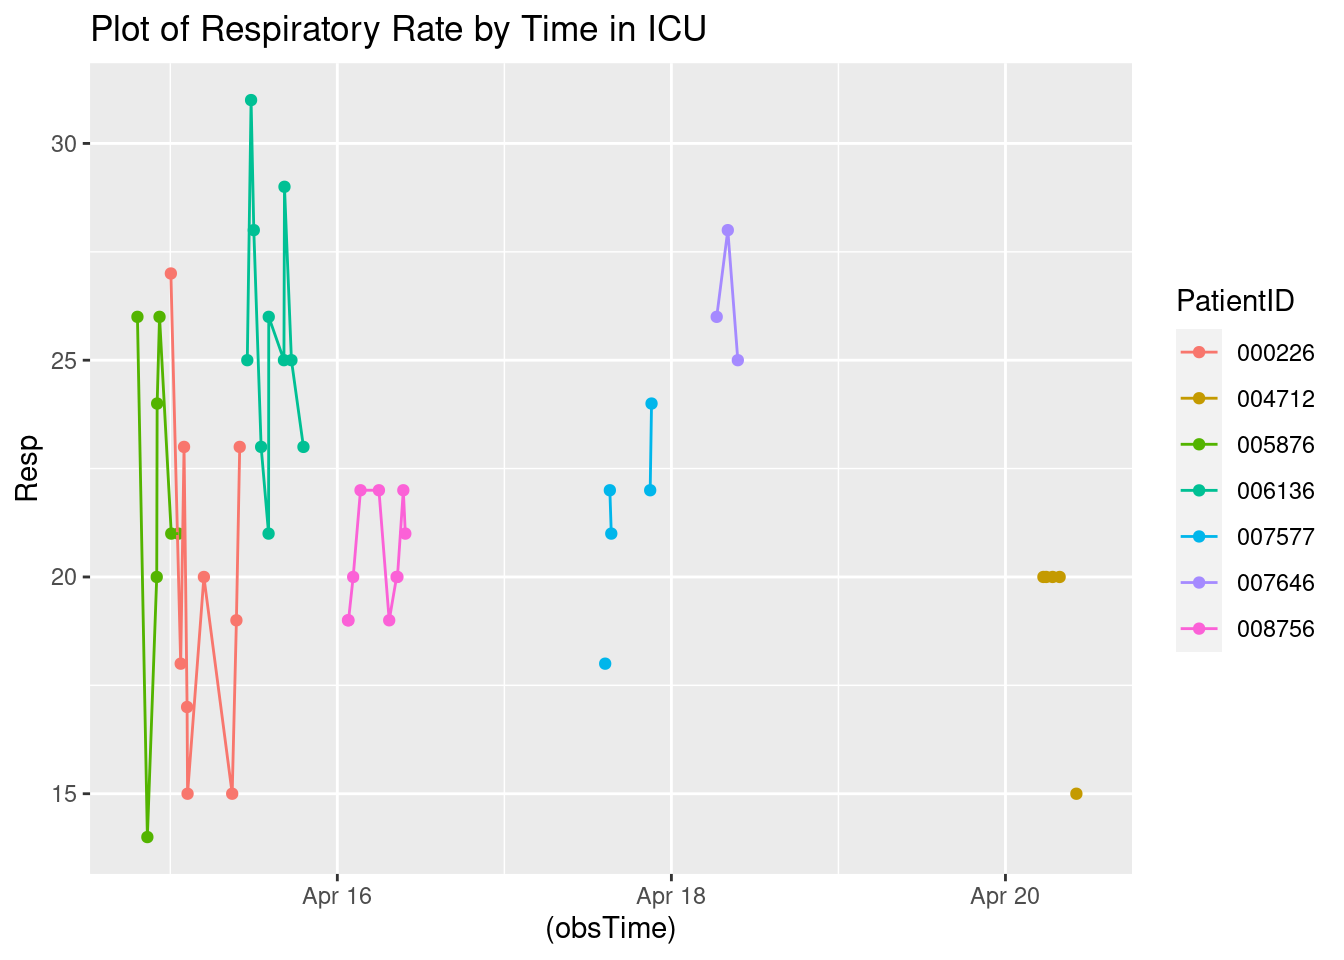 Plot of Respiratory Rate by Time in ICU
30
25
20
15
Resp
Apr 16
Apr 18
Apr 20
(obsTime)
PatientID
000226
004712
005876
006136
007577
007646
008756